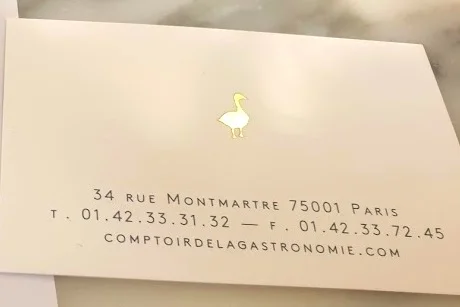 34 RUE MONTMARTRE 75001 PARIS
T. 01.42.33.31.32 — F. 01.42.33.72.45
COMPTOIRDELAGASTRONOMIE.COM